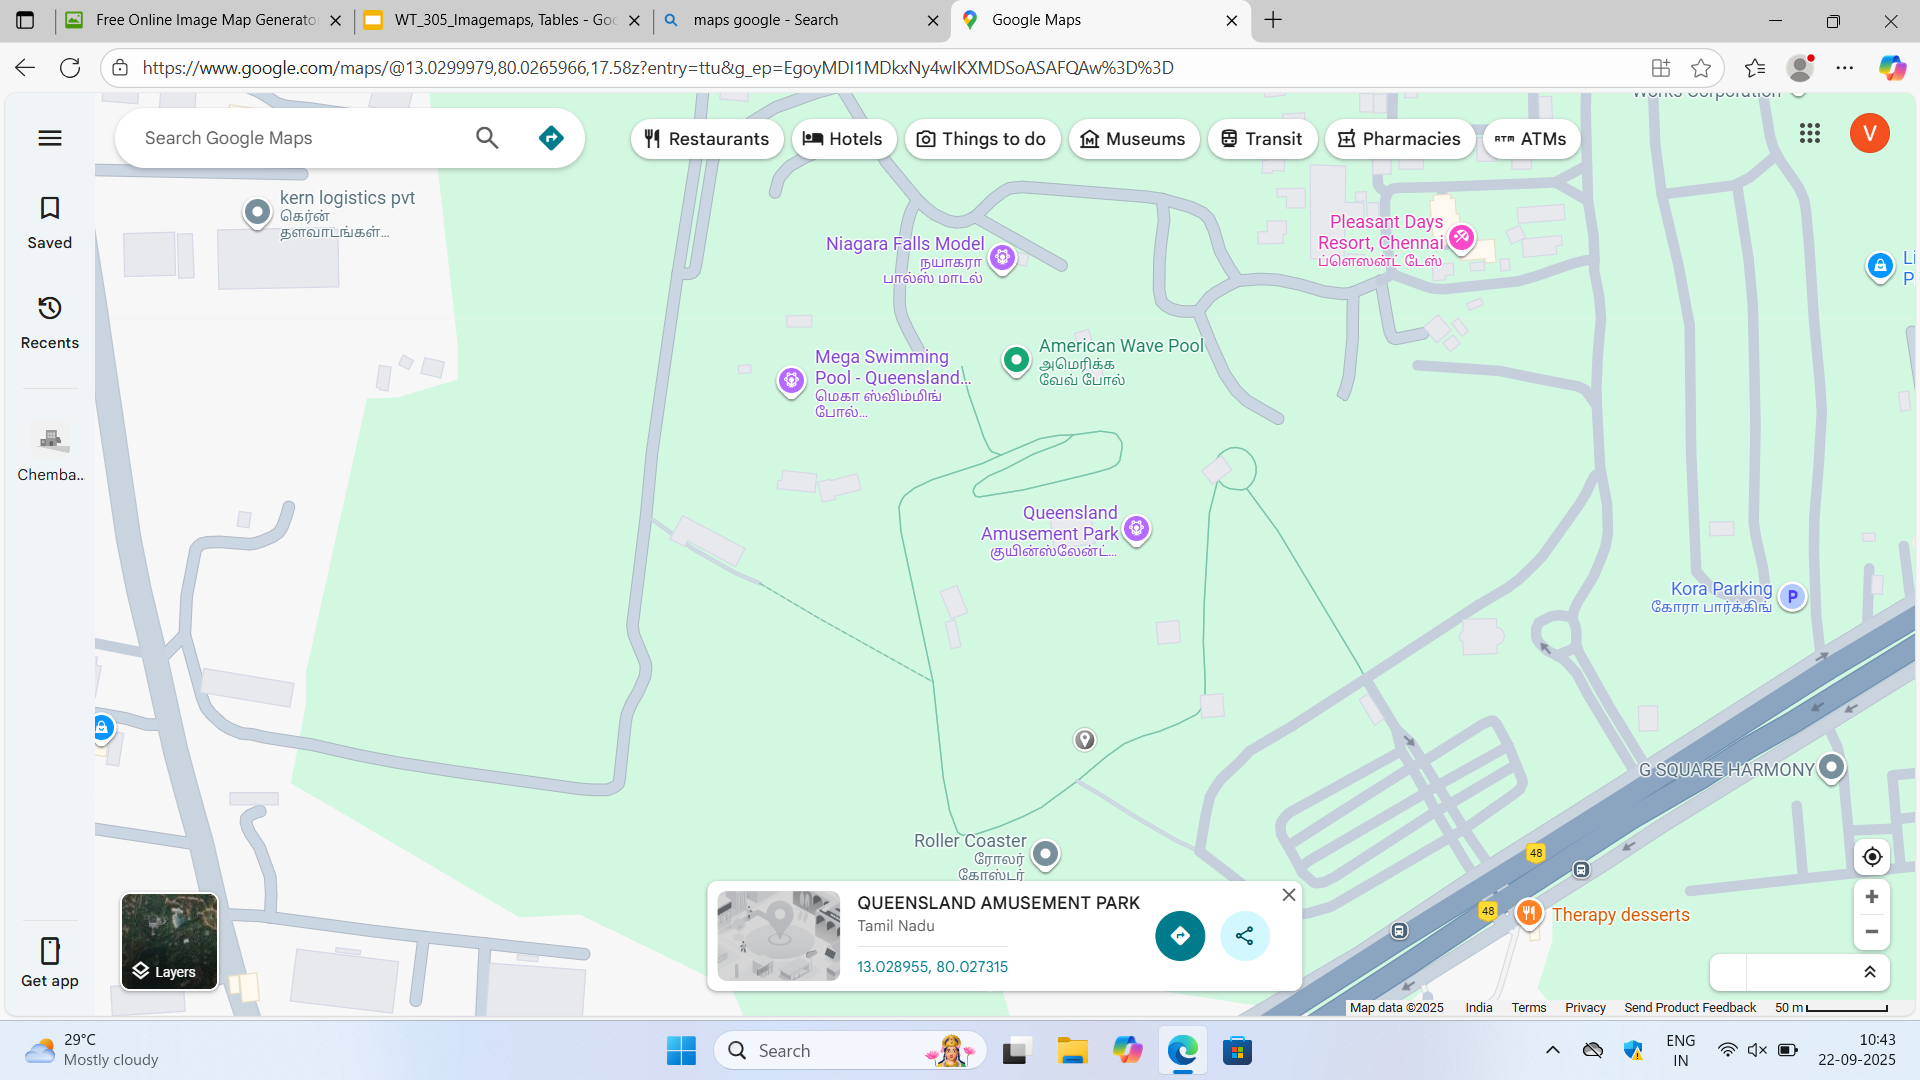 Free Online Image Map Generato
WT_305_Imagemaps, Tables - Goo
maps google - Search
Google Maps
https://www.google.com/maps/@13.0299979,80.0265966,17.58z?entry=ttu&g_ep=EgoyMDI1MDkxNy4wIKXMDSoASAFQAw%3D%3D
Works Corporation
Search Google Maps
Restaurants
Hotels
Things to do
Museums
Transit
Pharmacies
ATM ATMs
V
Saved
Recents
Chemba..
kern logistics pvt
கெர்ன்
தளவாடங்கள்...
Niagara Falls Model
நயாகரா
பால்ஸ் மாடல்
Pleasant Days
Resort, Chennai
ப்ளெஸன்ட் டேஸ்
Li
P
Mega Swimming
Pool - Queensland...
மெகா ஸ்விம்மிங்
போல்...
American Wave Pool
அமெரிக்க
வேவ் போல்
Queensland
Amusement Park
குயின்ஸ்லேன்ட்...
Kora Parking
கோரா பார்க்கிங்
P
G SQUARE HARMONY
Roller Coaster
ரோலர்
கோஸ்டர்
48
48
Therapy desserts
QUEENSLAND AMUSEMENT PARK
Tamil Nadu
13.028955, 80.027315
Layers
Get app
Map data ©2025
India
Terms
Privacy
Send Product Feedback
50 m
29°C
Mostly cloudy
Search
ENG
IN
10:43
22-09-2025